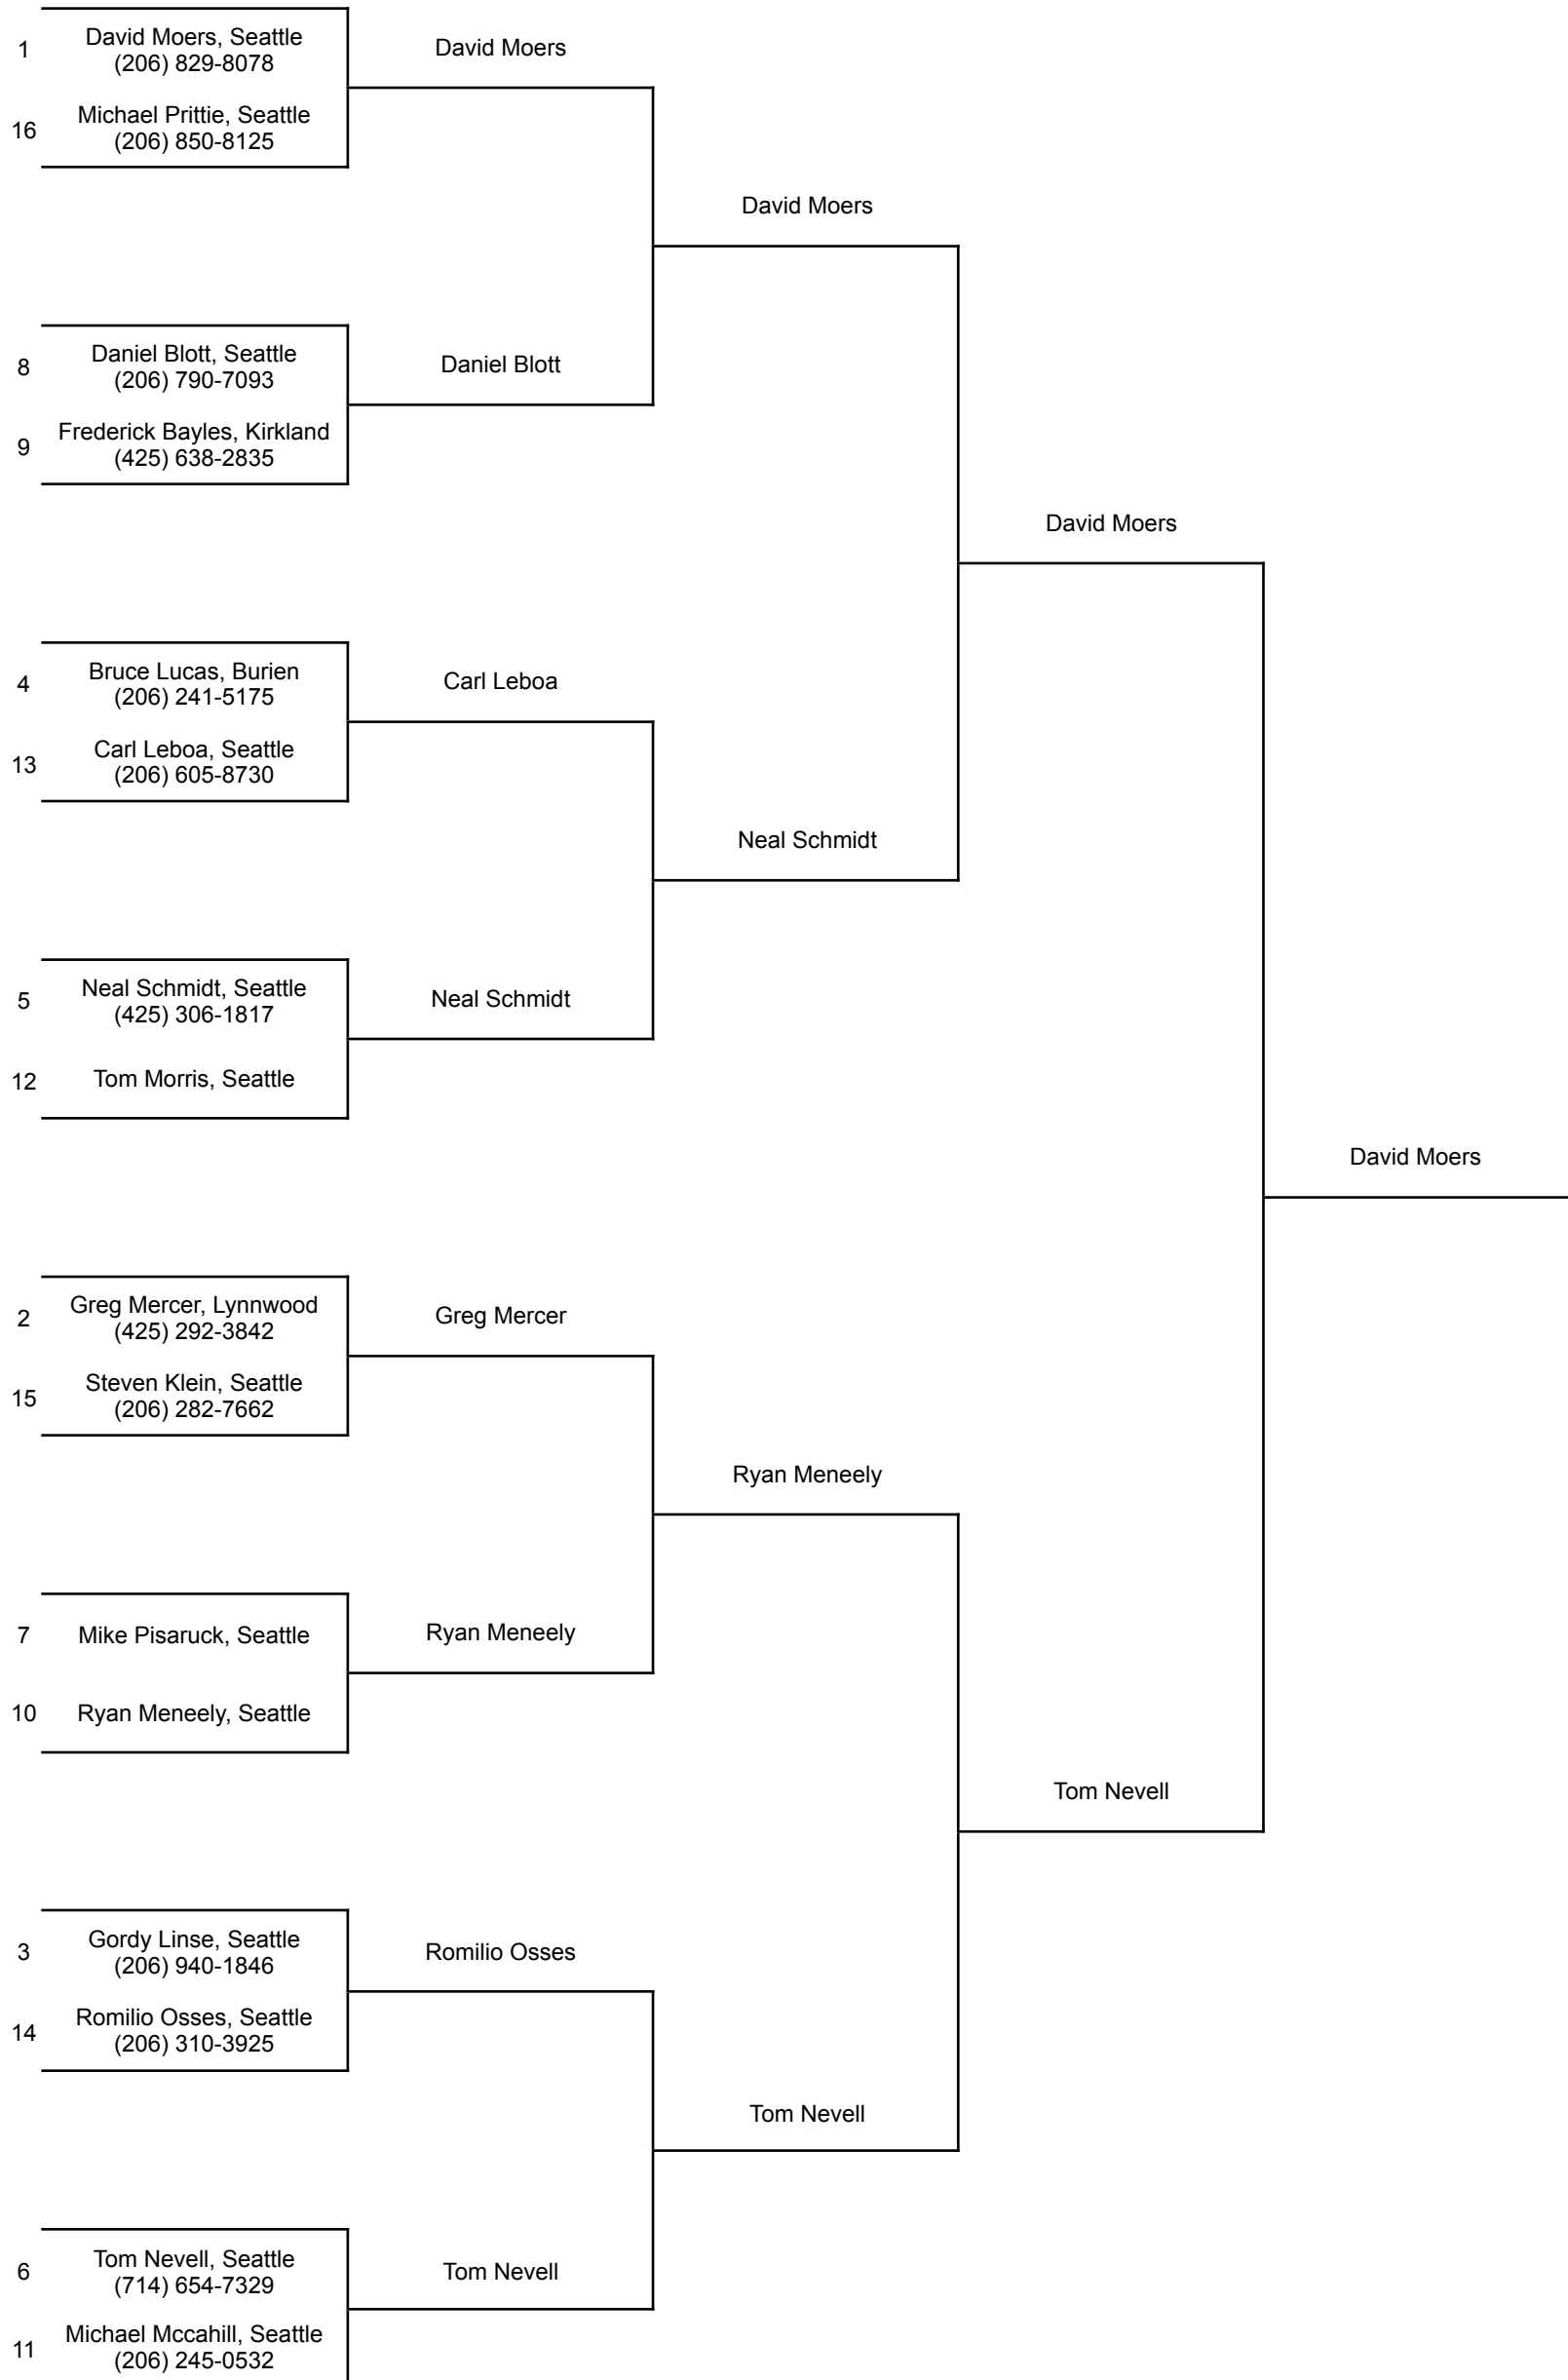 1
David Moers, Seattle
(206) 829-8078
David Moers
16
Michael Prittie, Seattle
(206) 850-8125
David Moers
8
Daniel Blott, Seattle
(206) 790-7093
Daniel Blott
9
Frederick Bayles, Kirkland
(425) 638-2835
David Moers
4
Bruce Lucas, Burien
(206) 241-5175
Carl Leboa
13
Carl Leboa, Seattle
(206) 605-8730
Neal Schmidt
5
Neal Schmidt, Seattle
(425) 306-1817
Neal Schmidt
12
Tom Morris, Seattle
David Moers
2
Greg Mercer, Lynnwood
(425) 292-3842
Greg Mercer
15
Steven Klein, Seattle
(206) 282-7662
Ryan Meneely
7
Mike Pisaruck, Seattle
Ryan Meneely
10
Ryan Meneely, Seattle
Tom Nevell
3
Gordy Linse, Seattle
(206) 940-1846
Romilio Osses
14
Romilio Osses, Seattle
(206) 310-3925
Tom Nevell
6
Tom Nevell, Seattle
(714) 654-7329
Tom Nevell
11
Michael Mccahill, Seattle
(206) 245-0532